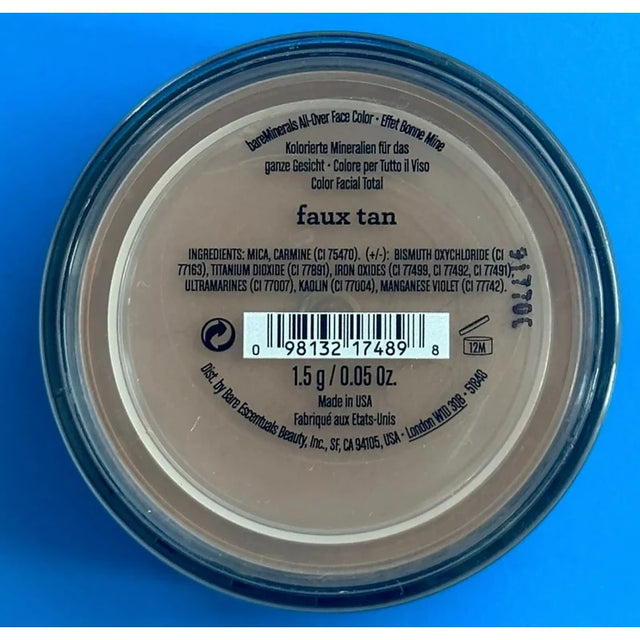 bareMinerals All-Over Face Color • Effet Bonne Mine
Kolorierte Mineralien für das
ganze Gesicht • Colore per Tutto il Viso
Color Facial Total
faux tan
INGREDIENTS: MICA, CARMINE (CI 75470). (+/-): BISMUTH OXYCHLORIDE (CI
77163), TITANIUM DIOXIDE (CI 77891), IRON OXIDES (CI 77499, CI 77492, CI 77491),
ULTRAMARINES (CI 77007), KAOLIN (CI 77004), MANGANESE VIOLET (CI 77742).
0 98132 17489 8
12M
1.5 g / 0.05 Oz.
Made in USA
Fabriqué aux Etats-Unis
Dist. by Bare Escentuals Beauty, Inc., SF, CA 94105, USA • London W1D 3QB • 51840